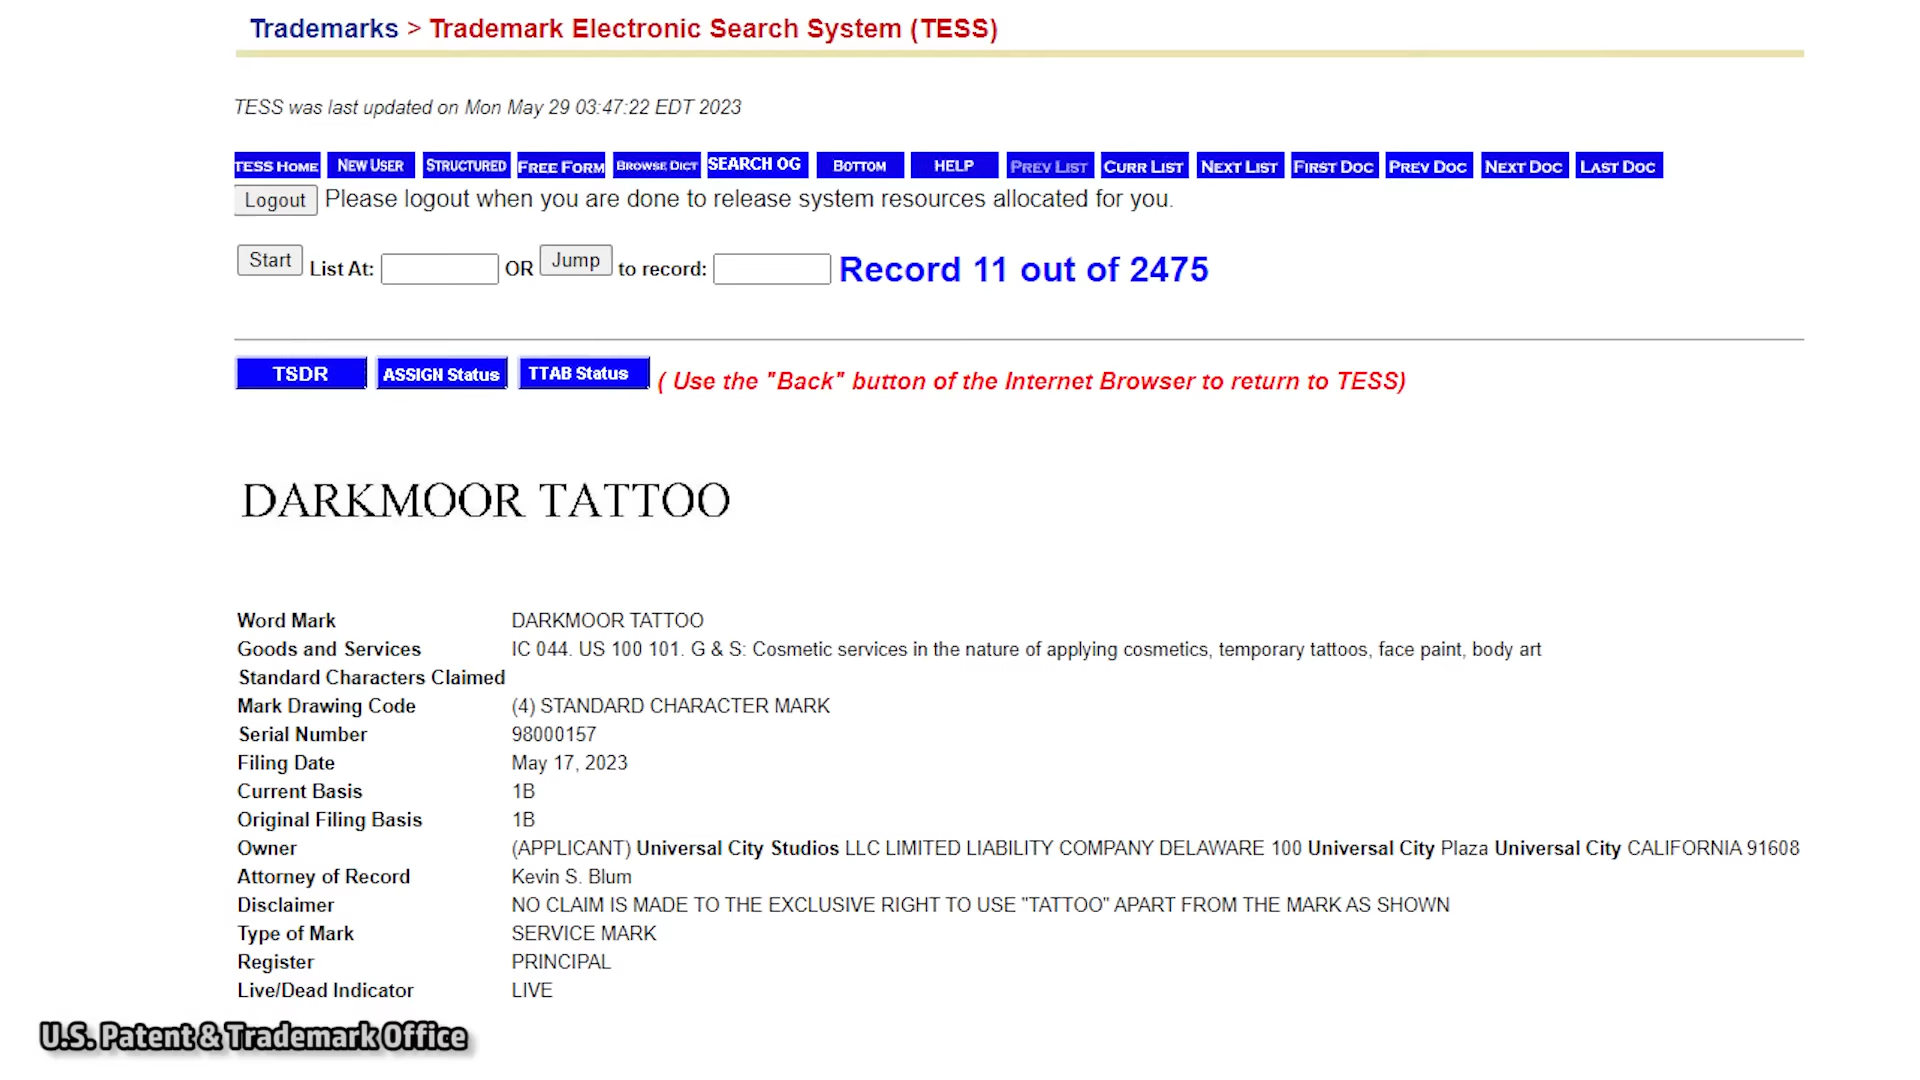 Trademarks > Trademark Electronic Search System (TESS)
TESS was last updated on Mon May 29 03:47:22 EDT 2023
TESS HOME NEW USER STRUCTURED FREE FORM BROWSE DICT SEARCH OG BOTTOM HELP PREV LIST CURR LIST NEXT LIST FIRST DOC PREV DOC NEXT DOC LAST DOC
Logout Please logout when you are done to release system resources allocated for you.
Start List At: OR Jump to record: Record 11 out of 2475
TSDR ASSIGN Status TTAB Status ( Use the "Back" button of the Internet Browser to return to TESS)
DARKMOOR TATTOO
Word Mark DARKMOOR TATTOO
Goods and Services IC 044. US 100 101. G & S: Cosmetic services in the nature of applying cosmetics, temporary tattoos, face paint, body art
Standard Characters Claimed
Mark Drawing Code (4) STANDARD CHARACTER MARK
Serial Number 98000157
Filing Date May 17, 2023
Current Basis 1B
Original Filing Basis 1B
Owner (APPLICANT) Universal City Studios LLC LIMITED LIABILITY COMPANY DELAWARE 100 Universal City Plaza Universal City CALIFORNIA 91608
Attorney of Record Kevin S. Blum
Disclaimer NO CLAIM IS MADE TO THE EXCLUSIVE RIGHT TO USE "TATTOO" APART FROM THE MARK AS SHOWN
Type of Mark SERVICE MARK
Register PRINCIPAL
Live/Dead Indicator LIVE
U.S. Patent & Trademark Office